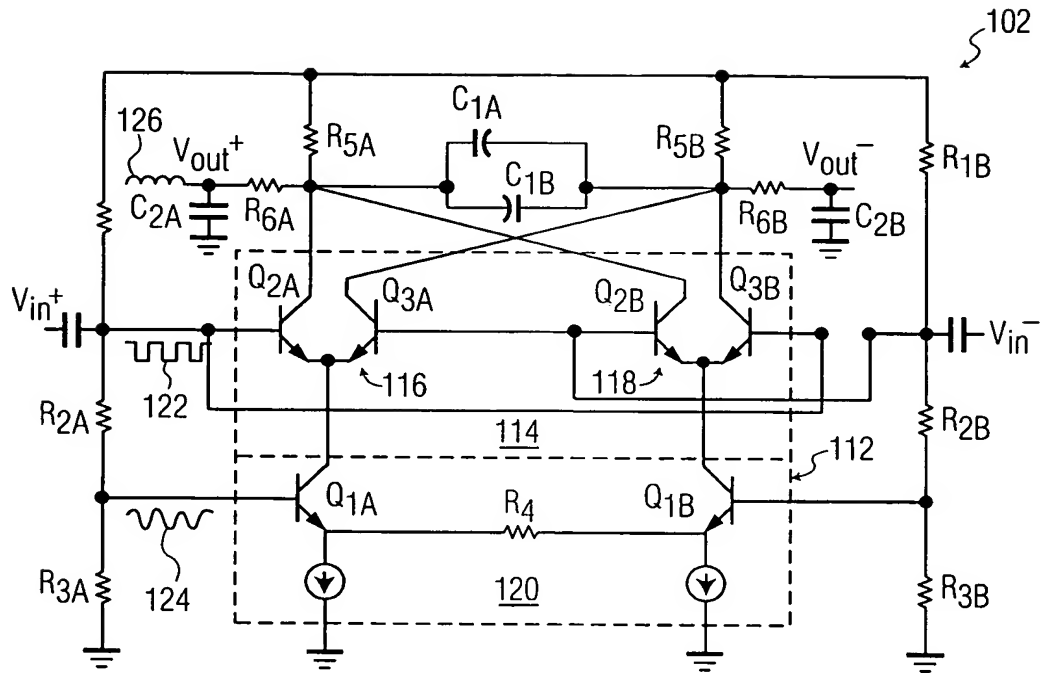 102
C1A
126
Vout+
R5A
R5B
Vout-
R1B
C1B
C2A
R6A
R6B
C2B
Q2A
Q3A
Q2B
Q3B
Vin+
Vin-
122
116
118
R2A
114
R2B
112
Q1A
R4
Q1B
124
R3A
120
R3B